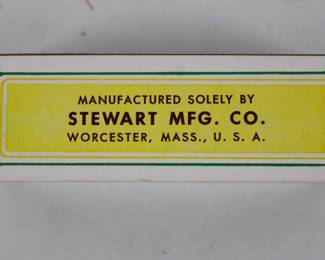 MANUFACTURED SOLELY BY
STEWART MFG. CO.
WORCESTER, MASS., U. S. A.